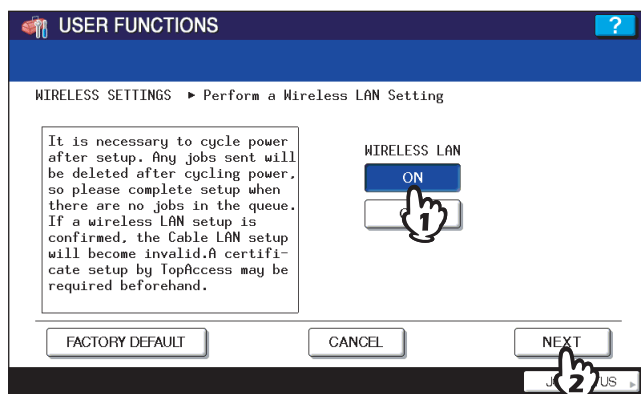 USER FUNCTIONS
?
WIRELESS SETTINGS ▶ Perform a Wireless LAN Setting
It is necessary to cycle power
after setup. Any jobs sent will
be deleted after cycling power,
so please complete setup when
there are no jobs in the queue.
If a wireless LAN setup is
confirmed, the Cable LAN setup
will become invalid.A certifi-
cate setup by TopAccess may be
required beforehand.
WIRELESS LAN
ON
1
FACTORY DEFAULT
CANCEL
NEXT
2